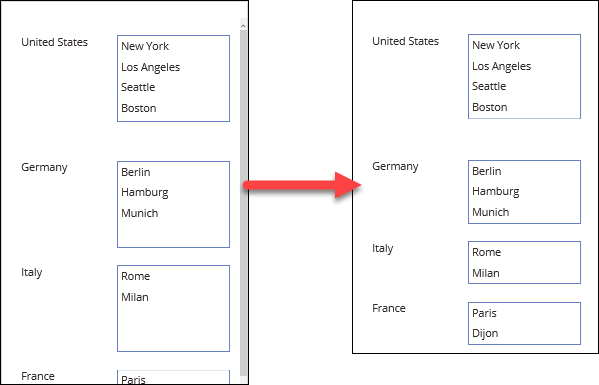 United States
New York
Los Angeles
Seattle
Boston
Germany
Berlin
Hamburg
Munich
Italy
Rome
Milan
France
Paris
United States
New York
Los Angeles
Seattle
Boston
Germany
Berlin
Hamburg
Munich
Italy
Rome
Milan
France
Paris
Dijon